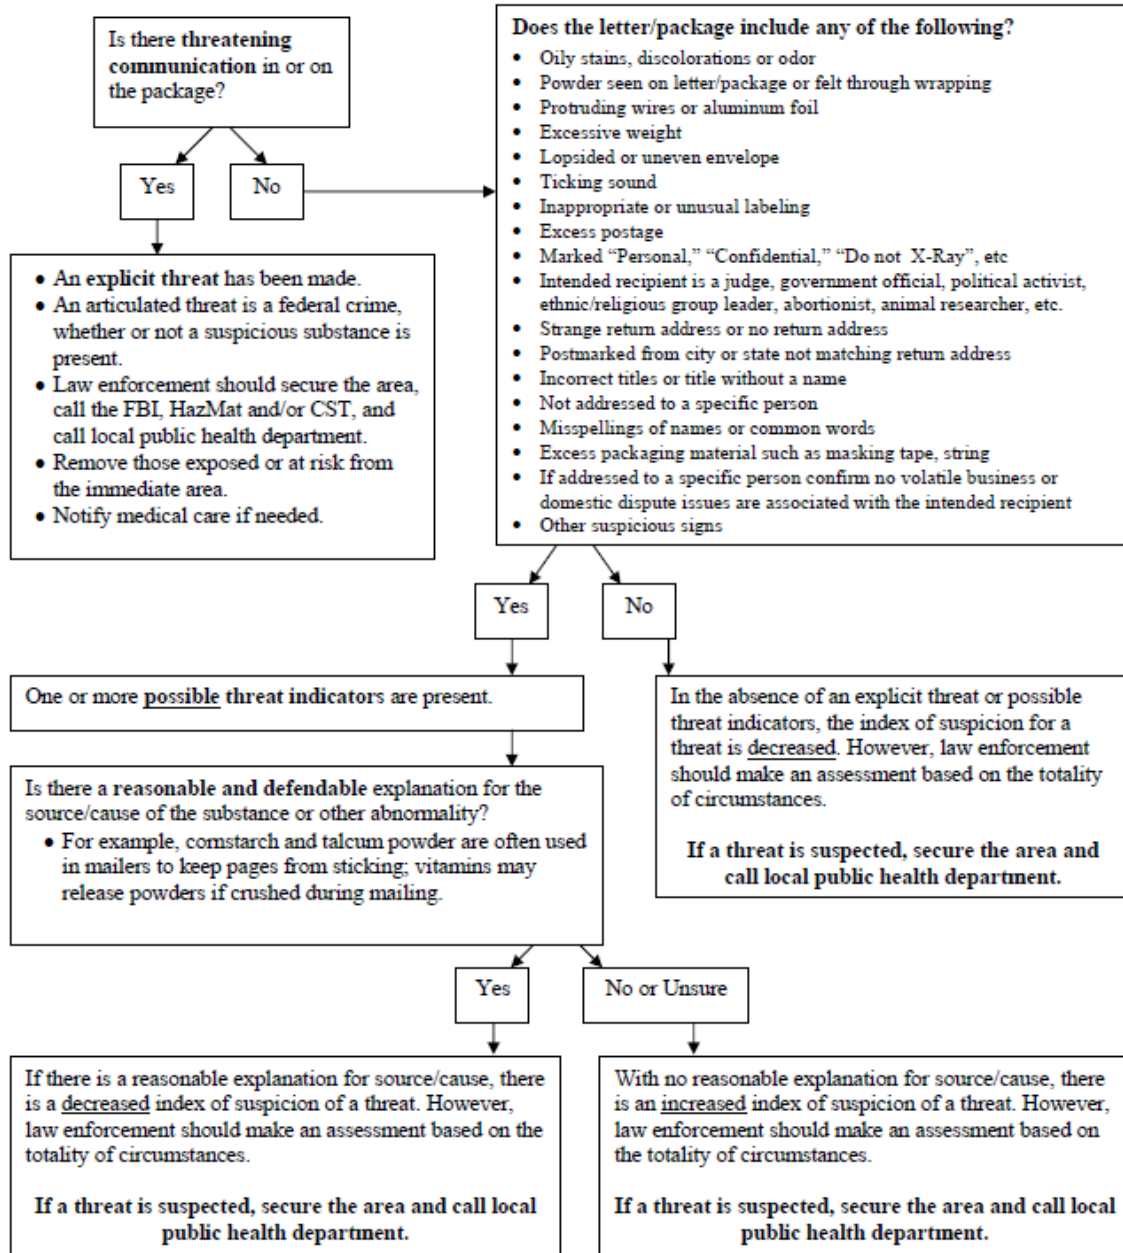 Is there threatening
communication in or on
the package?
Yes
No
An explicit threat has been made.
An articulated threat is a federal crime,
whether or not a suspicious substance is
present.
Law enforcement should secure the area,
call the FBI, HazMat and/or CST, and
call local public health department.
Remove those exposed or at risk from
the immediate area.
Notify medical care if needed.
Does the letter/package include any of the following?
Oily stains, discolorations or odor
Powder seen on letter/package or felt through wrapping
Protruding wires or aluminum foil
Excessive weight
Lopsided or uneven envelope
Ticking sound
Inappropriate or unusual labeling
Excess postage
Marked “Personal,” “Confidential,” “Do not X-Ray”, etc
Intended recipient is a judge, government official, political activist,
ethnic/religious group leader, abortionist, animal researcher, etc.
Strange return address or no return address
Postmarked from city or state not matching return address
Incorrect titles or title without a name
Not addressed to a specific person
Misspellings of names or common words
Excess packaging material such as masking tape, string
If addressed to a specific person confirm no volatile business or
domestic dispute issues are associated with the intended recipient
Other suspicious signs
Yes
No
One or more possible threat indicators are present.
In the absence of an explicit threat or possible
threat indicators, the index of suspicion for a
threat is decreased. However, law enforcement
should make an assessment based on the totality
of circumstances.
If a threat is suspected, secure the area and
call local public health department.
Is there a reasonable and defendable explanation for the
source/cause of the substance or other abnormality?
For example, cornstarch and talcum powder are often used
in mailers to keep pages from sticking; vitamins may
release powders if crushed during mailing.
Yes
No or Unsure
If there is a reasonable explanation for source/cause, there
is a decreased index of suspicion of a threat. However,
law enforcement should make an assessment based on the
totality of circumstances.
If a threat is suspected, secure the area and call local
public health department.
With no reasonable explanation for source/cause, there
is an increased index of suspicion of a threat. However,
law enforcement should make an assessment based on
the totality of circumstances.
If a threat is suspected, secure the area and call local
public health department.